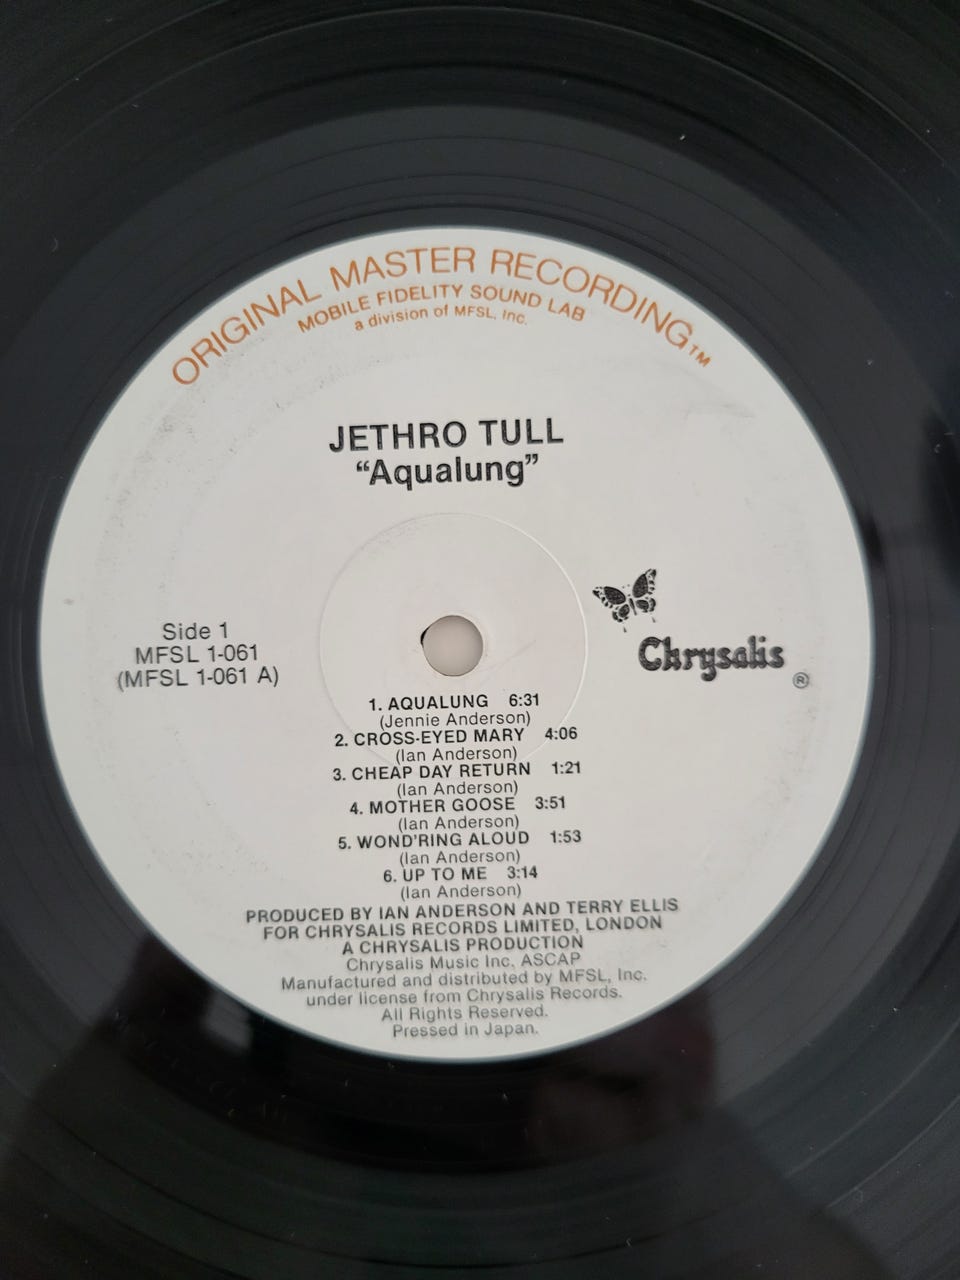 ORIGINAL MASTER RECORDING™
MOBILE FIDELITY SOUND LAB
a division of MFSL, Inc.
JETHRO TULL
“Aqualung”
Side 1
MFSL 1-061
(MFSL 1-061 A)
Chrysalis
®
1. AQUALUNG 6:31
(Jennie Anderson)
2. CROSS-EYED MARY 4:06
(Ian Anderson)
3. CHEAP DAY RETURN 1:21
(Ian Anderson)
4. MOTHER GOOSE 3:51
(Ian Anderson)
5. WOND'RING ALOUD 1:53
(Ian Anderson)
6. UP TO ME 3:14
(Ian Anderson)
PRODUCED BY IAN ANDERSON AND TERRY ELLIS
FOR CHRYSALIS RECORDS LIMITED, LONDON
A CHRYSALIS PRODUCTION
Chrysalis Music Inc. ASCAP
Manufactured and distributed by MFSL, Inc.
under license from Chrysalis Records.
All Rights Reserved.
Pressed in Japan.